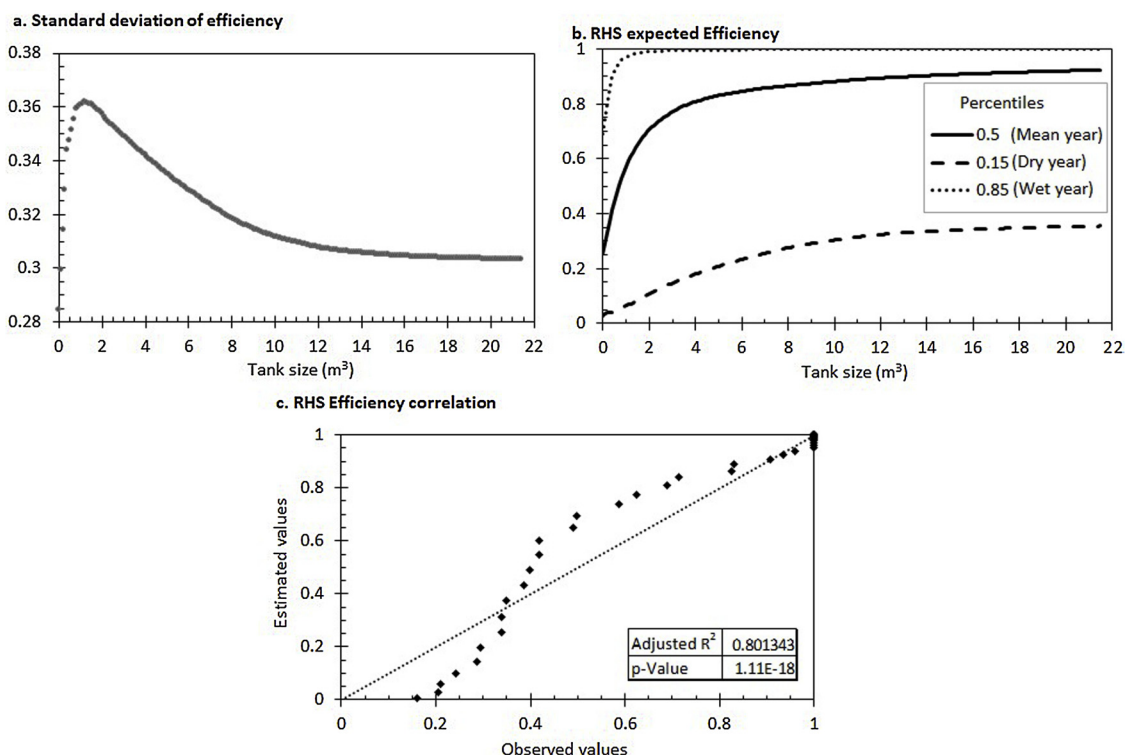 a. Standard deviation of efficiency
0.38
0.36
0.34
0.32
0.3
0.28
0 2 4 6 8 10 12 14 16 18 20 22
Tank size (m³)
b. RHS expected Efficiency
1
0.8
0.6
0.4
0.2
0
0 2 4 6 8 10 12 14 16 18 20 22
Tank size (m³)
Percentiles
0.5 (Mean year)
0.15 (Dry year)
0.85 (Wet year)
c. RHS Efficiency correlation
Estimated values
1
0.8
0.6
0.4
0.2
0
0 0.2 0.4 0.6 0.8 1
Observed values
Adjusted R² 0.801343
p-Value 1.11E-18